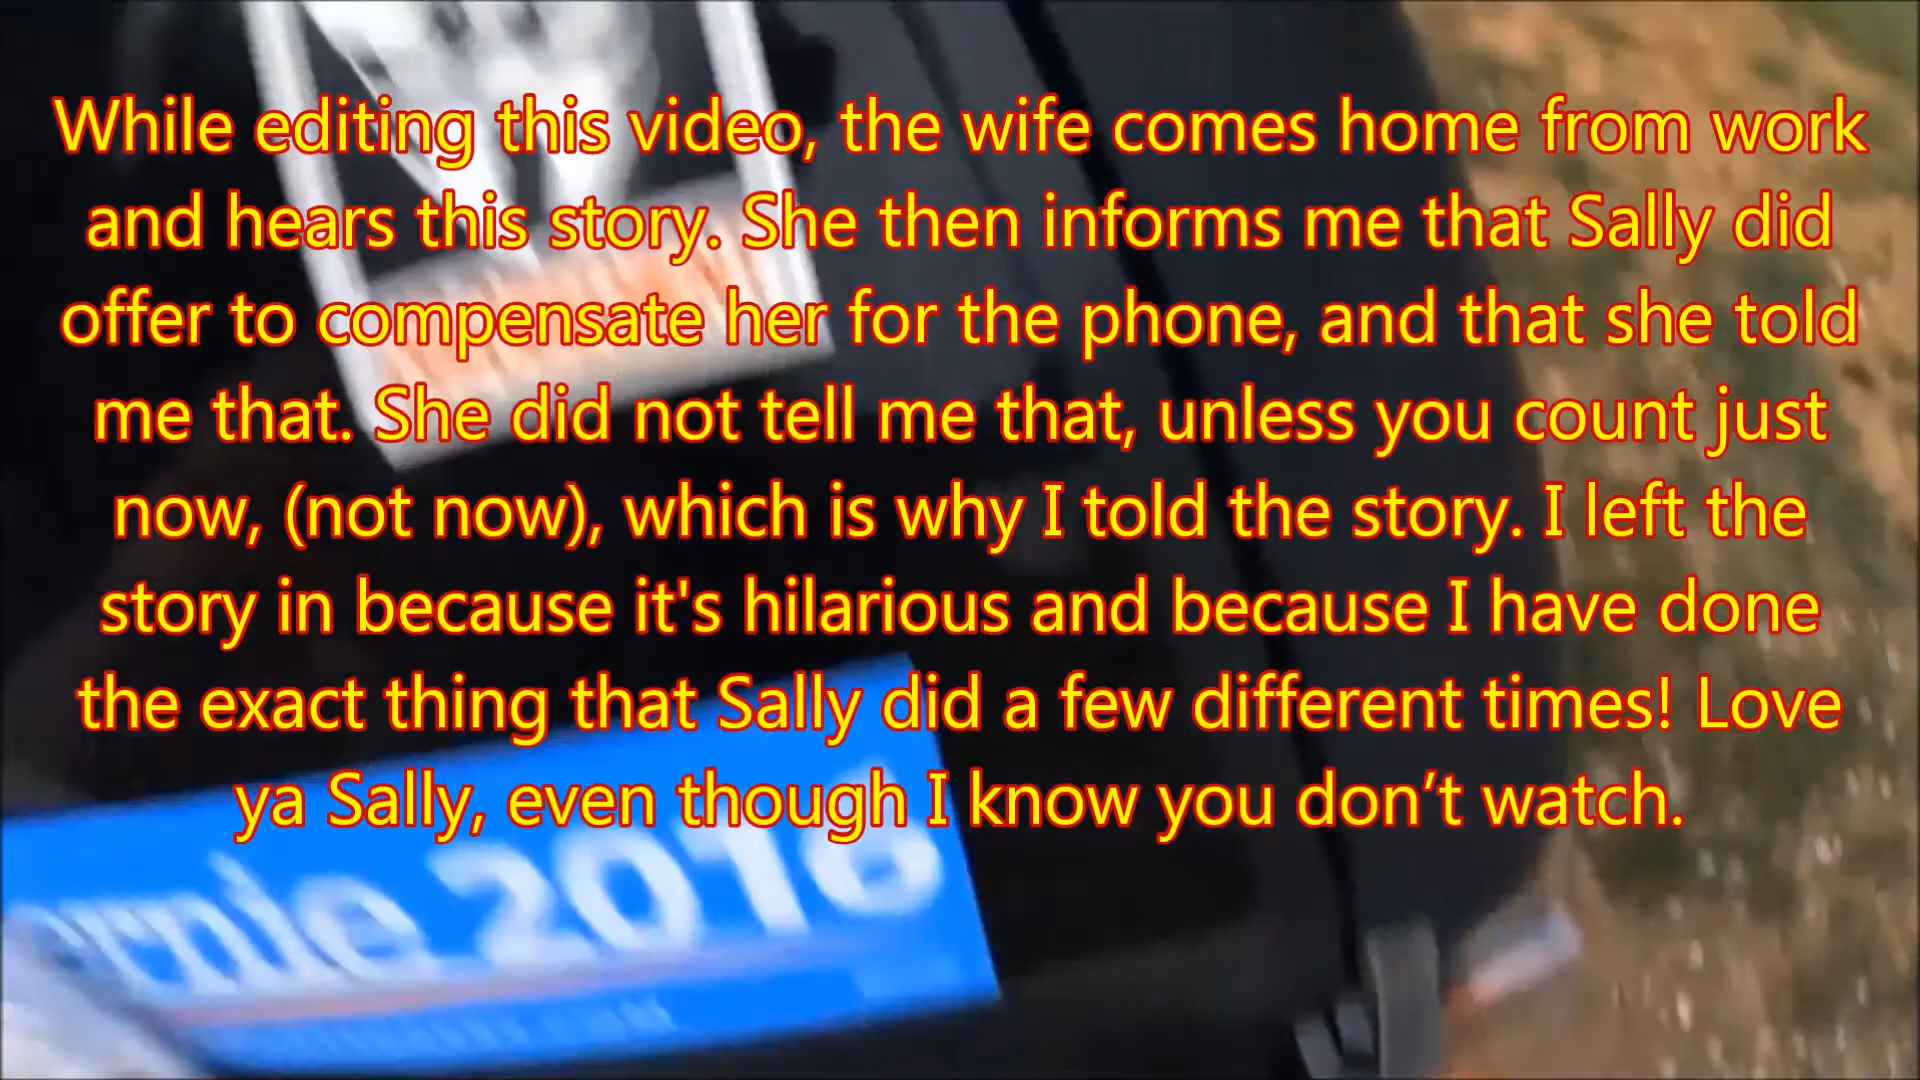 While editing this video, the wife comes home from work
and hears this story. She then informs me that Sally did
offer to compensate her for the phone, and that she told
me that. She did not tell me that, unless you count just
now, (not now), which is why I told the story. I left the
story in because it's hilarious and because I have done
the exact thing that Sally did a few different times! Love
ya Sally, even though I know you don’t watch.
2016